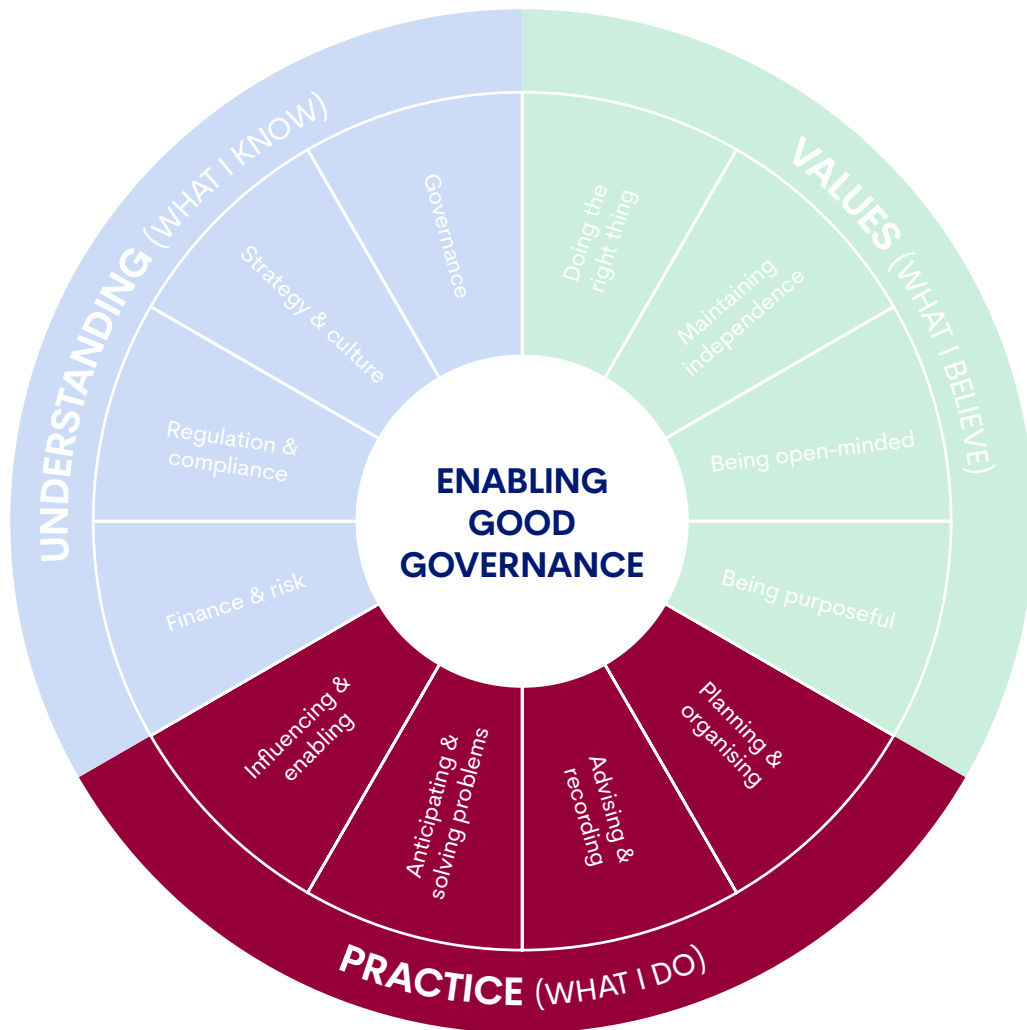 UNDERSTANDING (WHAT I KNOW)
Governance
Strategy & culture
Regulation &
compliance
Finance & risk
VALUES (WHAT I BELIEVE)
Doing the
right thing
Maintaining
independence
Being open-minded
Being purposeful
ENABLING
GOOD
GOVERNANCE
Influencing &
enabling
Anticipating &
solving problems
Advising &
recording
Planning &
organising
PRACTICE (WHAT I DO)